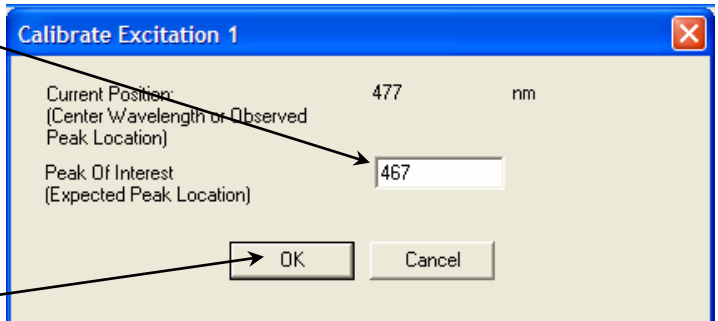 Calibrate Excitation 1
Current Position: 477 nm
(Center Wavelength or Observed
Peak Location)
Peak Of Interest 467
(Expected Peak Location)
OK Cancel